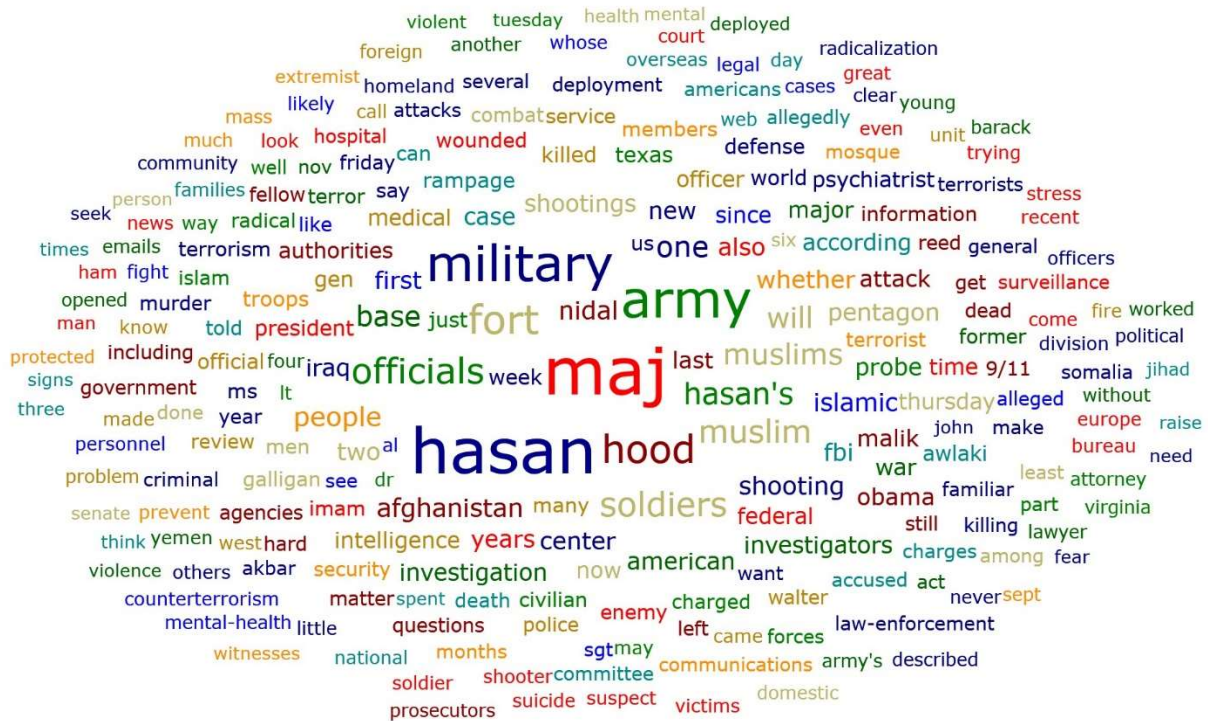 violent tuesday health mental deployed
foreign another whose court radicalization
extremist homeland several deployment overseas legal day great
mass likely call attacks combat service americans cases clear young
much look hospital wounded members web allegedly even unit barack
community well nov friday can killed texas defense mosque trying
person families fellow terror say rampage officer world psychiatrist terrorists stress
seek news way radical like medical case shootings new since major information recent
times emails terrorism authorities military us one also six according reed general officers
ham fight islam gen first whether attack get surveillance
opened murder troops base just fort nidal army will pentagon dead come fire worked
man know told president terrorist former division political
protected including official four iraq officials week maj last muslims probe time 9/11 somalia jihad
signs government ms lt hasan's islamic thursday alleged without
three made done year people muslim john make europe raise
personnel review men two al hasan hood fbi malik awlaki bureau need
problem criminal galligan see dr shooting war obama familiar least attorney
senate prevent agencies imam afghanistan many soldiers federal still killing part virginia
think yemen west hard intelligence years center investigators charges among lawyer fear
violence others akbar security investigation now american want accused act
counterterrorism matter spent death civilian enemy charged walter never sept
mental-health little questions police left came forces law-enforcement
witnesses national months sgt may communications army's described
soldier shooter committee domestic
prosecutors suicide suspect victims